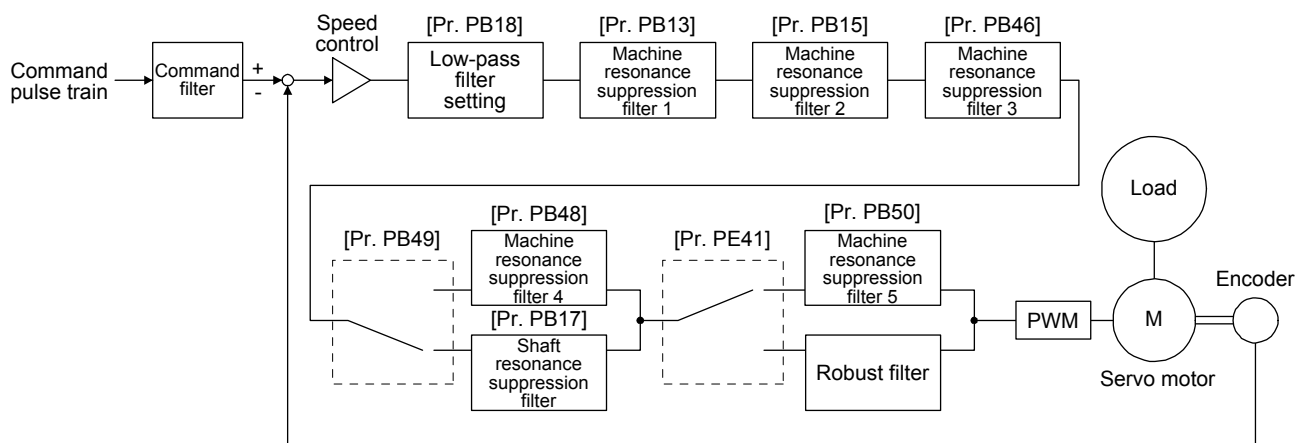 Command
pulse train
Command
filter
+
-
Speed
control
[Pr. PB18]
Low-pass
filter
setting
[Pr. PB13]
Machine
resonance
suppression
filter 1
[Pr. PB15]
Machine
resonance
suppression
filter 2
[Pr. PB46]
Machine
resonance
suppression
filter 3
[Pr. PB49]
[Pr. PB48]
Machine
resonance
suppression
filter 4
[Pr. PB17]
Shaft
resonance
suppression
filter
[Pr. PE41]
[Pr. PB50]
Machine
resonance
suppression
filter 5
Robust filter
PWM
Load
M
Servo motor
Encoder